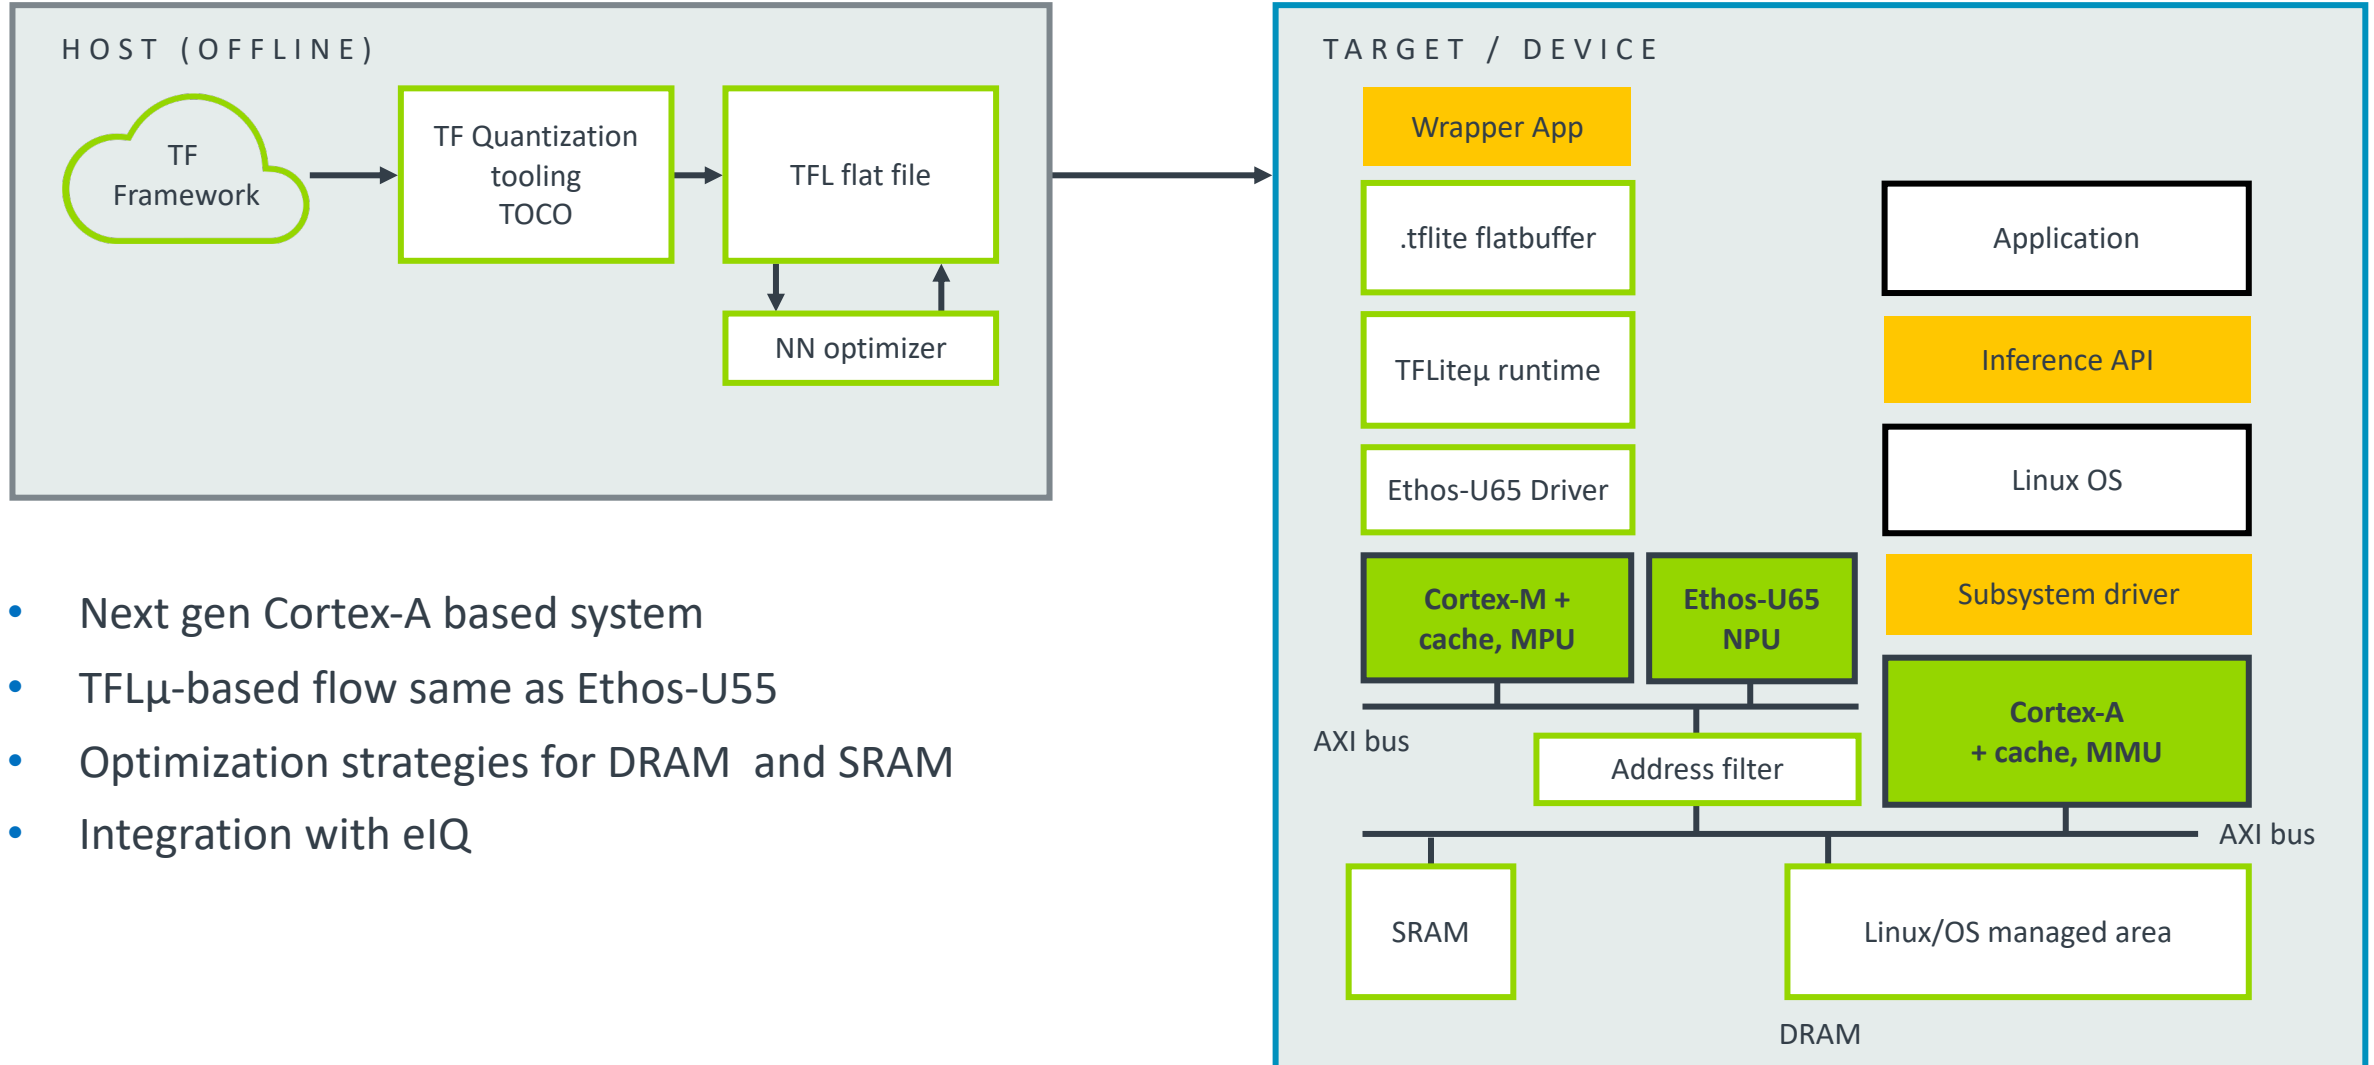 HOST (OFFLINE)
TF
Framework
TF Quantization
tooling
TOCO
TFL flat file
NN optimizer
• Next gen Cortex-A based system
• TFLµ-based flow same as Ethos-U55
• Optimization strategies for DRAM and SRAM
• Integration with eIQ
TARGET / DEVICE
Wrapper App
.tflite flatbuffer
TFLiteµ runtime
Ethos-U65 Driver
Cortex-M +
cache, MPU
Ethos-U65
NPU
Application
Inference API
Linux OS
Subsystem driver
Cortex-A
+ cache, MMU
AXI bus
Address filter
AXI bus
SRAM
Linux/OS managed area
DRAM